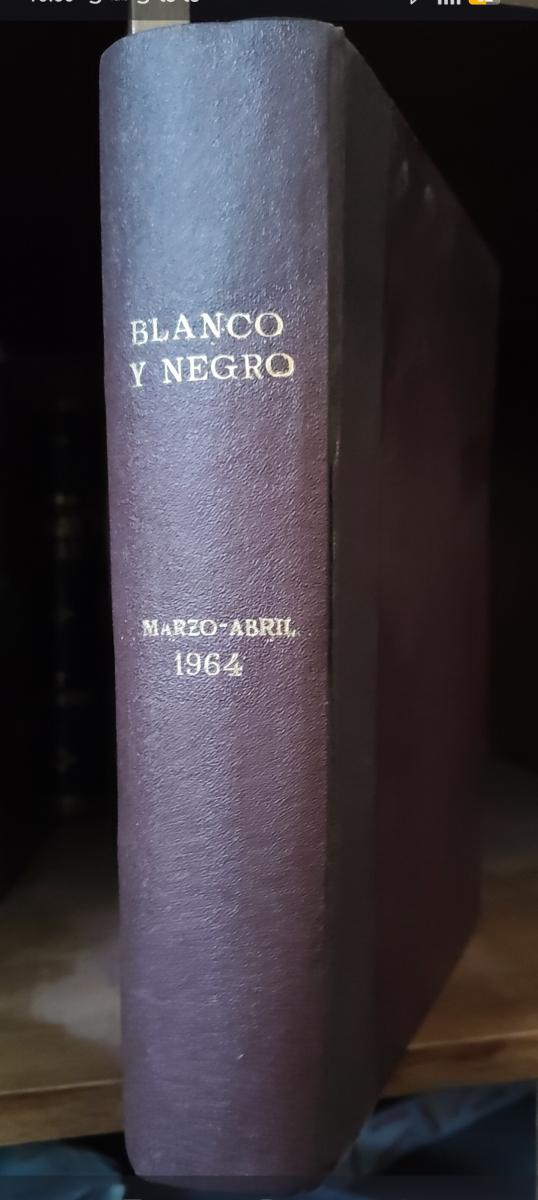 BLANCO
Y NEGRO
MARZO-ABRIL
1964